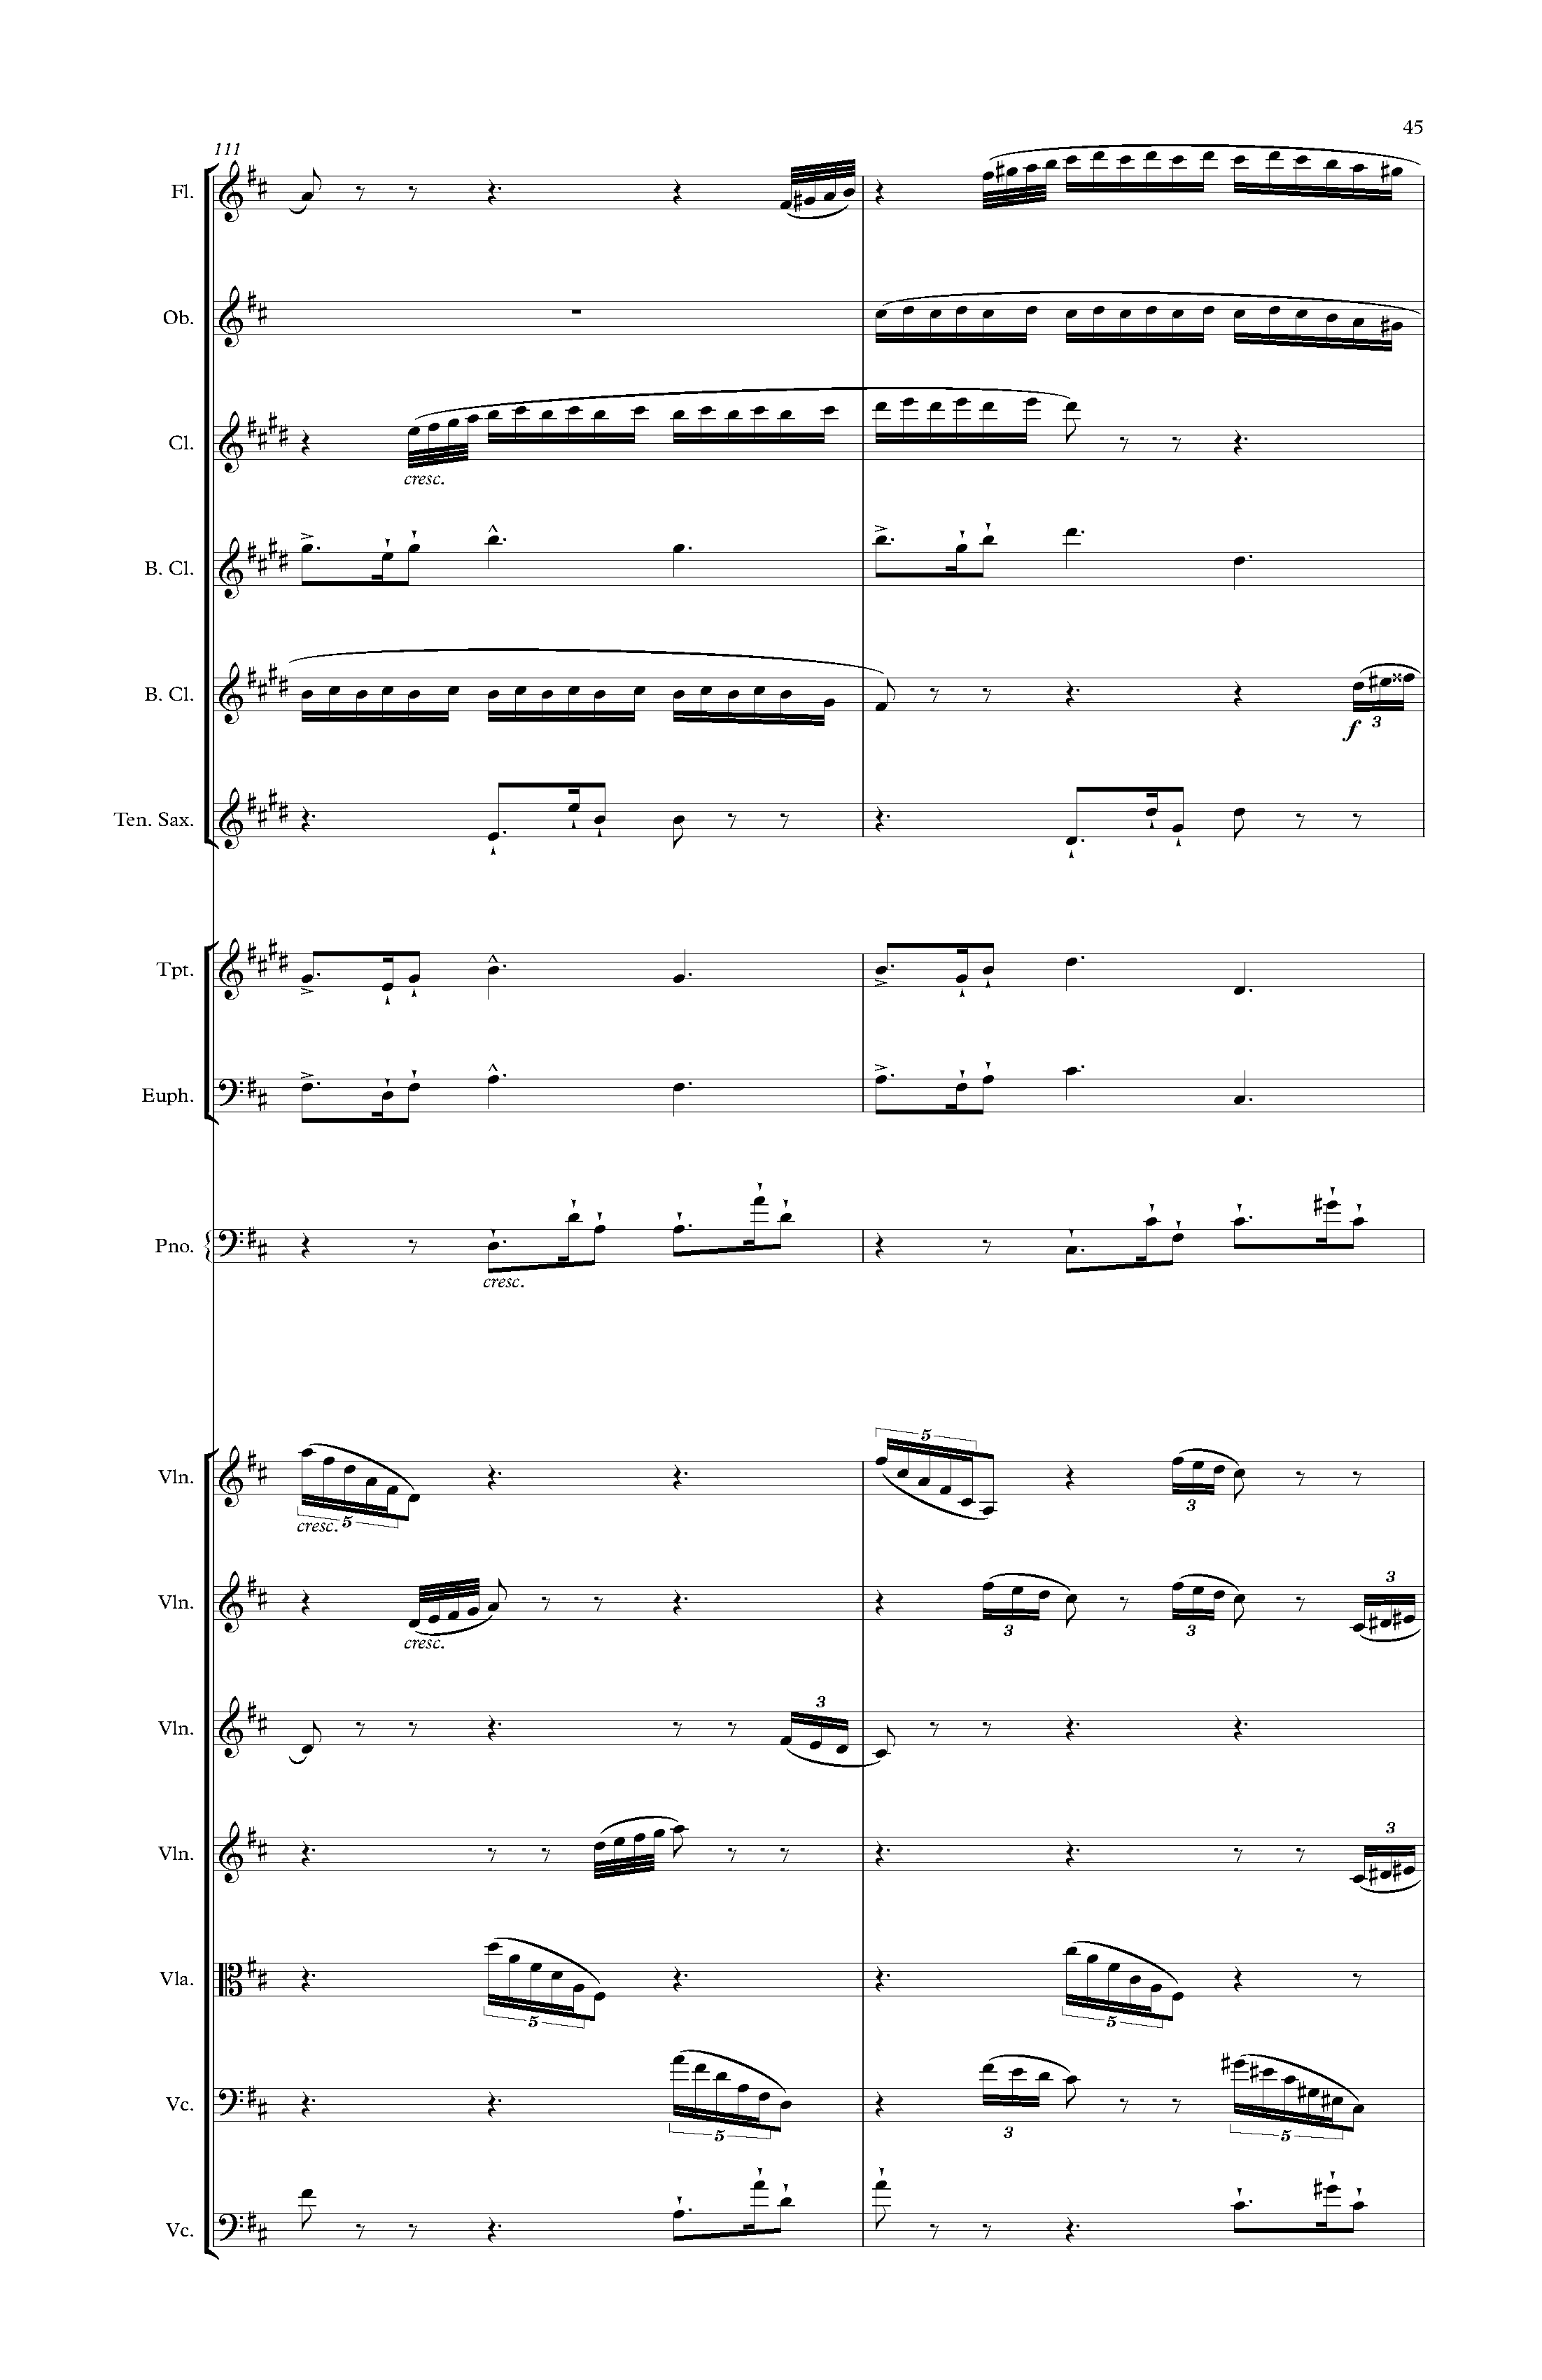 45
111
Fl.
Ob.
Cl.
cresc.
B. Cl.
B. Cl.
f 3
Ten. Sax.
Tpt.
Euph.
Pno.
cresc.
5
Vln.
cresc. 5 3
3
Vln.
cresc. 3 3
3
Vln.
3
Vln.
Vla.
5 5
Vc.
5 3 5
Vc.